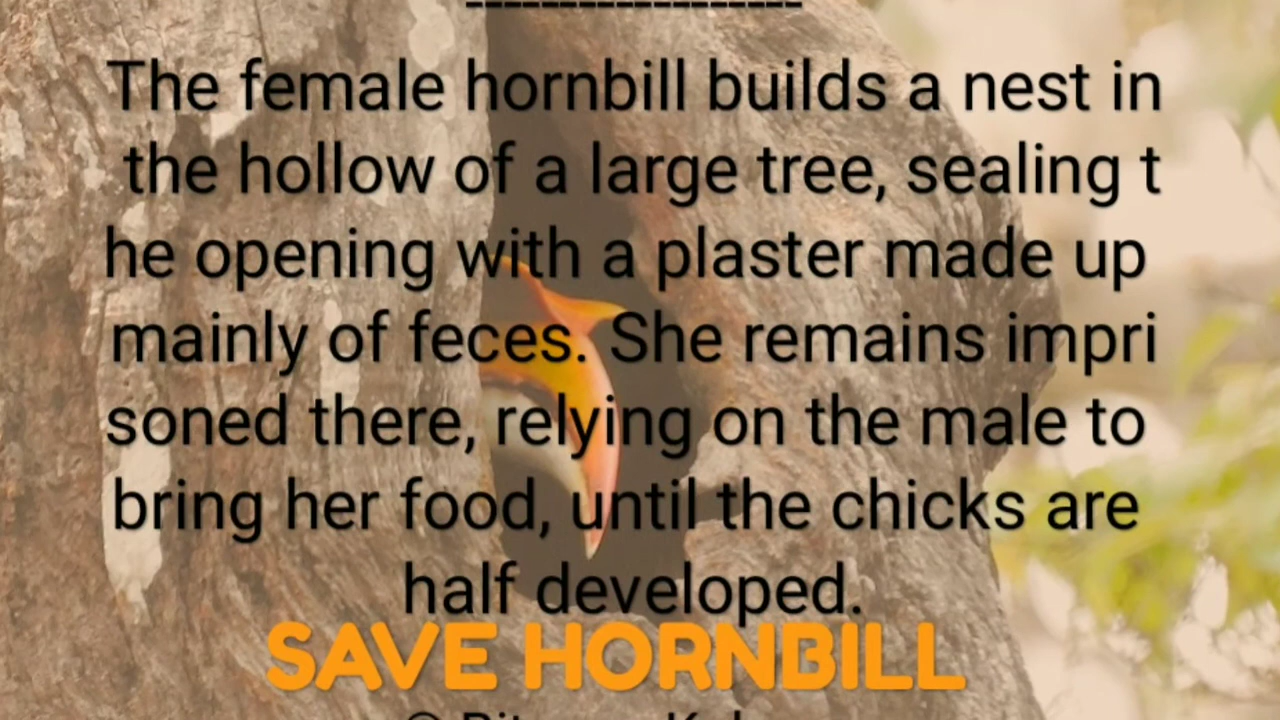 The female hornbill builds a nest in
the hollow of a large tree, sealing t
he opening with a plaster made up
mainly of feces. She remains impri
soned there, relying on the male to
bring her food, until the chicks are
half developed.
SAVE HORNBILL